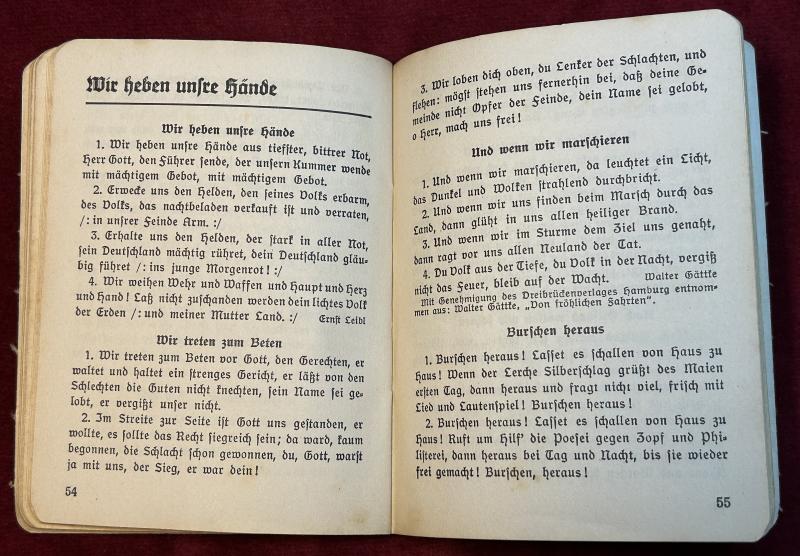 Wir heben unsre Hände
Wir heben unsre Hände
1. Wir heben unsre Hände aus tiefster, bittrer Not,
Herr Gott, den Führer sende, der unsern Kummer wende
mit mächtigem Gebot, mit mächtigem Gebot.
2. Erwecke uns den Helden, den seines Volks erbarm,
des Volks, das nachtbeladen verkauft ist und verraten,
/: in unsrer Feinde Arm. :/
3. Erhalte uns den Helden, der stark in aller Not,
sein Deutschland mächtig rühret, dein Deutschland gläu-
big führet /: ins junge Morgenrot! :/
4. Wir weihen Wehr und Waffen und Haupt und Herz
und Hand! Laß nicht zuschanden werden dein lichtes Volk
der Erden /: und meiner Mutter Land. :/ Ernst Leibl
Wir treten zum Beten
1. Wir treten zum Beten vor Gott, den Gerechten, er
waltet und haltet ein strenges Gericht, er läßt von den
Schlechten die Guten nicht knechten, sein Name sei ge-
lobt, er vergißt unser nicht.
2. Im Streite zur Seite ist Gott uns gestanden, er
wollte, es sollte das Recht siegreich sein; da ward, kaum
begonnen, die Schlacht schon gewonnen, du, Gott, warst
ja mit uns, der Sieg, er war dein!
54
3. Wir loben dich oben, du Lenker der Schlachten, und
flehen: mögst stehen uns fernerhin bei, daß deine Ge-
meinde nicht Opfer der Feinde, dein Name sei gelobt,
o Herr, mach uns frei!
Und wenn wir marschieren
1. Und wenn wir marschieren, da leuchtet ein Licht,
das Dunkel und Wolken strahlend durchbricht.
2. Und wenn wir uns finden beim Marsch durch das
Land, dann glüht in uns allen heiliger Brand.
3. Und wenn wir im Sturme dem Ziel uns genaht,
dann ragt vor uns allen Neuland der Tat.
4. Du Volk aus der Tiefe, du Volk in der Nacht, vergiß
nicht das Feuer, bleib auf der Wacht. Walter Gättke
Mit Genehmigung des Dreibrückenverlages Hamburg entnom-
men aus: Walter Gättke, „Von fröhlichen Fahrten".
Burschen heraus
1. Burschen heraus! Lasset es schallen von Haus zu
Haus! Wenn der Lerche Silberschlag grüßt des Maien
ersten Tag, dann heraus und fragt nicht viel, frisch mit
Lied und Lautenspiel! Burschen heraus!
2. Burschen heraus! Lasset es schallen von Haus zu
Haus! Ruft um Hilf' die Poesei gegen Zopf und Phi-
listerei, dann heraus bei Tag und Nacht, bis sie wieder
frei gemacht! Burschen, heraus!
55